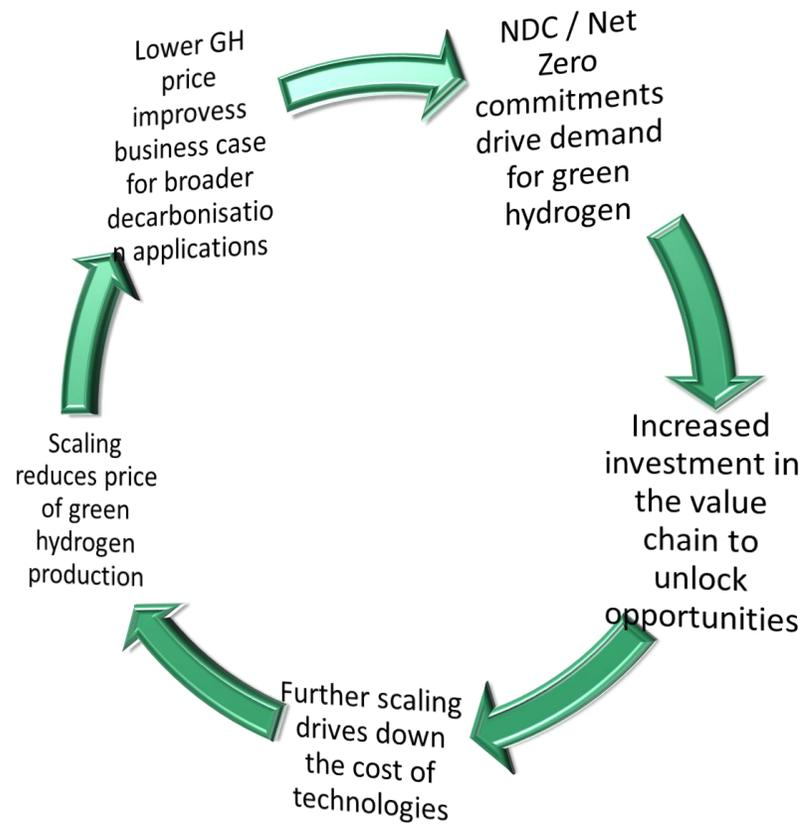 Lower GH
price
improvess
business case
for broader
decarbonisatio
n applications
NDC / Net
Zero
commitments
drive demand
for green
hydrogen
Increased
investment in
the value
chain to
unlock
opportunities
Further scaling
drives down
the cost of
technologies
Scaling
reduces price
of green
hydrogen
production